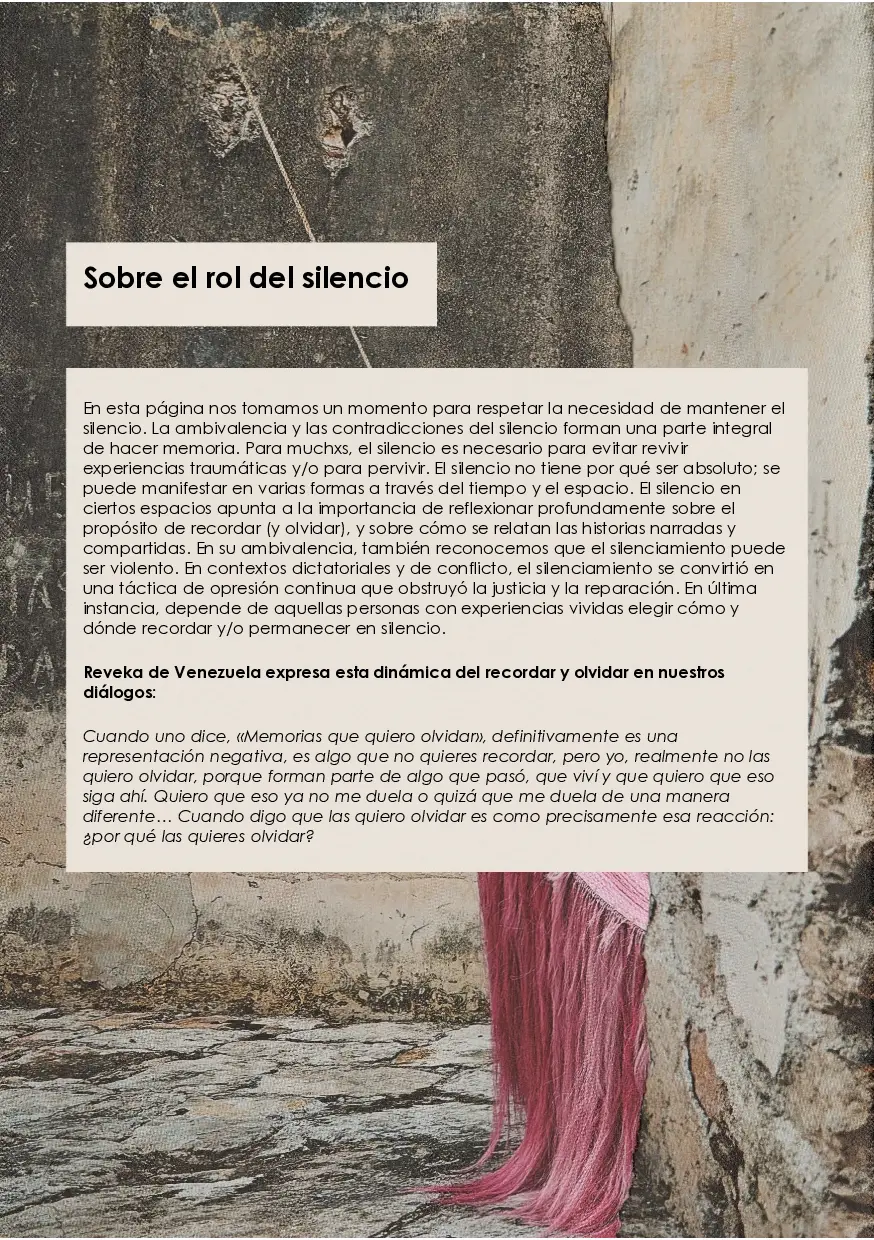 Sobre el rol del silencio
En esta página nos tomamos un momento para respetar la necesidad de mantener el
silencio. La ambivalencia y las contradicciones del silencio forman una parte integral
de hacer memoria. Para muchxs, el silencio es necesario para evitar revivir
experiencias traumáticas y/o para pervivir. El silencio no tiene por qué ser absoluto; se
puede manifestar en varias formas a través del tiempo y el espacio. El silencio en
ciertos espacios apunta a la importancia de reflexionar profundamente sobre el
propósito de recordar (y olvidar), y sobre cómo se relatan las historias narradas y
compartidas. En su ambivalencia, también reconocemos que el silenciamiento puede
ser violento. En contextos dictatoriales y de conflicto, el silenciamiento se convirtió en
una táctica de opresión continua que obstruyó la justicia y la reparación. En última
instancia, depende de aquellas personas con experiencias vividas elegir cómo y
dónde recordar y/o permanecer en silencio.
Reveka de Venezuela expresa esta dinámica del recordar y olvidar en nuestros
diálogos:
Cuando uno dice, «Memorias que quiero olvidar», definitivamente es una
representación negativa, es algo que no quieres recordar, pero yo, realmente no las
quiero olvidar, porque forman parte de algo que pasó, que viví y que quiero que eso
siga ahí. Quiero que eso ya no me duela o quizá que me duela de una manera
diferente… Cuando digo que las quiero olvidar es como precisamente esa reacción:
¿por qué las quieres olvidar?